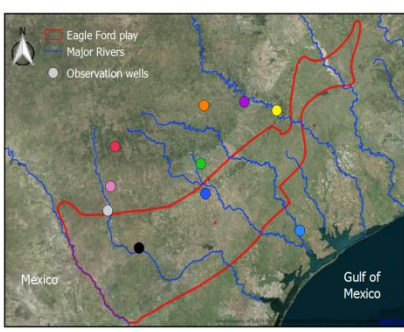 N
Eagle Ford play
Major Rivers
Observation wells
Mexico
Gulf of
Mexico